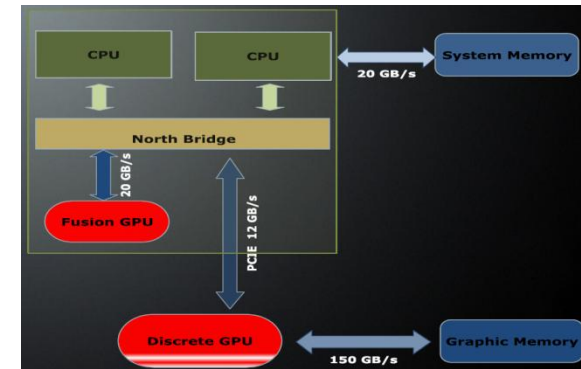 CPU
CPU
System Memory
20 GB/s
North Bridge
20 GB/s
Fusion GPU
PCIE 12 GB/s
Discrete GPU
Graphic Memory
150 GB/s